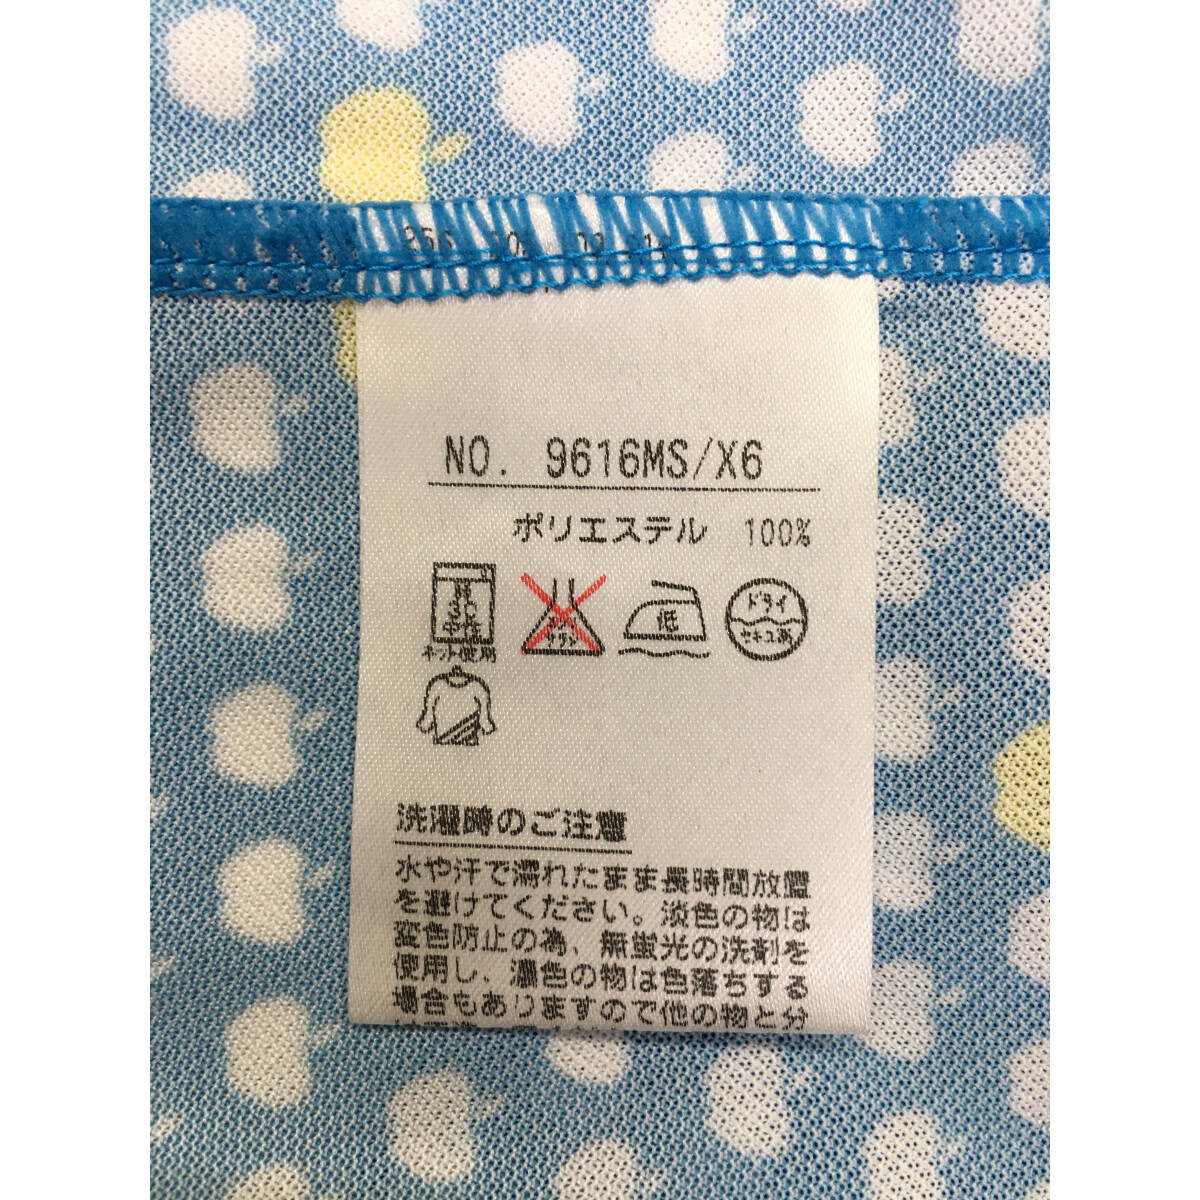 NO. 9616MS/X6
ポリエステル 100%
ネット使用
低
ドライ
セキユ系
洗濯時のご注意
水や汗で濡れたまま長時間放置
を避けてください。淡色の物は
変色防止の為、無蛍光の洗剤を
使用し、濃色の物は色落ちする
場合もありますので他の物と分